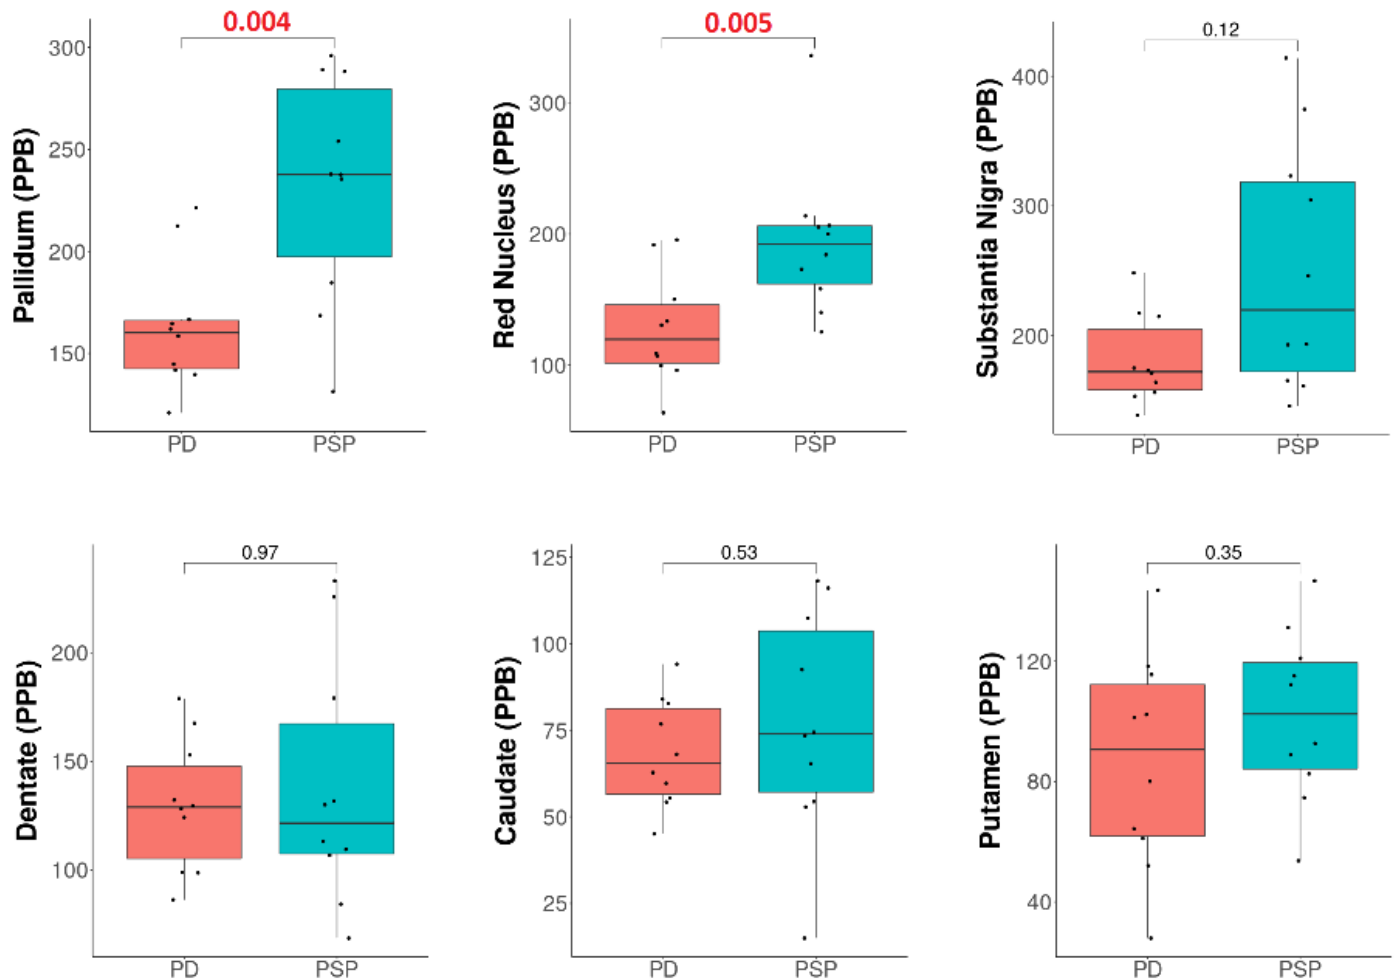 0.004
Pallidum (PPB)
300
250
200
150
PD
PSP
0.005
Red Nucleus (PPB)
300
200
100
PD
PSP
0.12
Substantia Nigra (PPB)
400
300
200
PD
PSP
0.97
Dentate (PPB)
200
150
100
PD
PSP
0.53
Caudate (PPB)
125
100
75
50
25
PD
PSP
0.35
Putamen (PPB)
120
80
40
PD
PSP